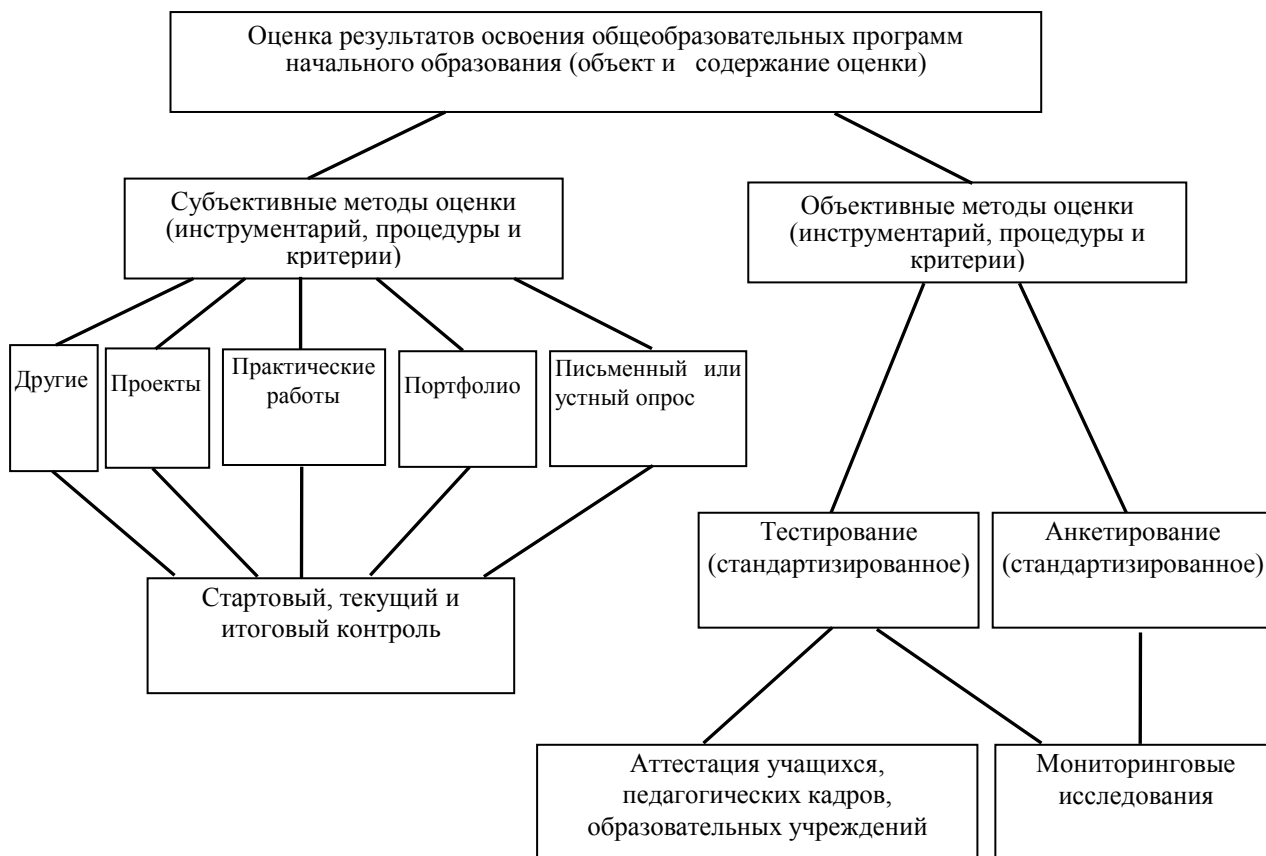 Оценка результатов освоения общеобразовательных программ
начального образования (объект и содержание оценки)
Субъективные методы оценки
(инструментарий, процедуры и
критерии)
Объективные методы оценки
(инструментарий, процедуры и
критерии)
Другие
Проекты
Практические
работы
Портфолио
Письменный или
устный опрос
Тестирование
(стандартизированное)
Анкетирование
(стандартизированное)
Стартовый, текущий и
итоговый контроль
Аттестация учащихся,
педагогических кадров,
образовательных учреждений
Мониторинговые
исследования